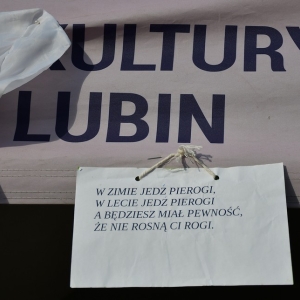 KULTURY
LUBIN
W ZIMIE JEDZ PIEROGI,
W LECIE JEDZ PIEROGI
A BĘDZIESZ MIAŁ PEWNOŚĆ,
ŻE NIE ROSNĄ CI ROGI.